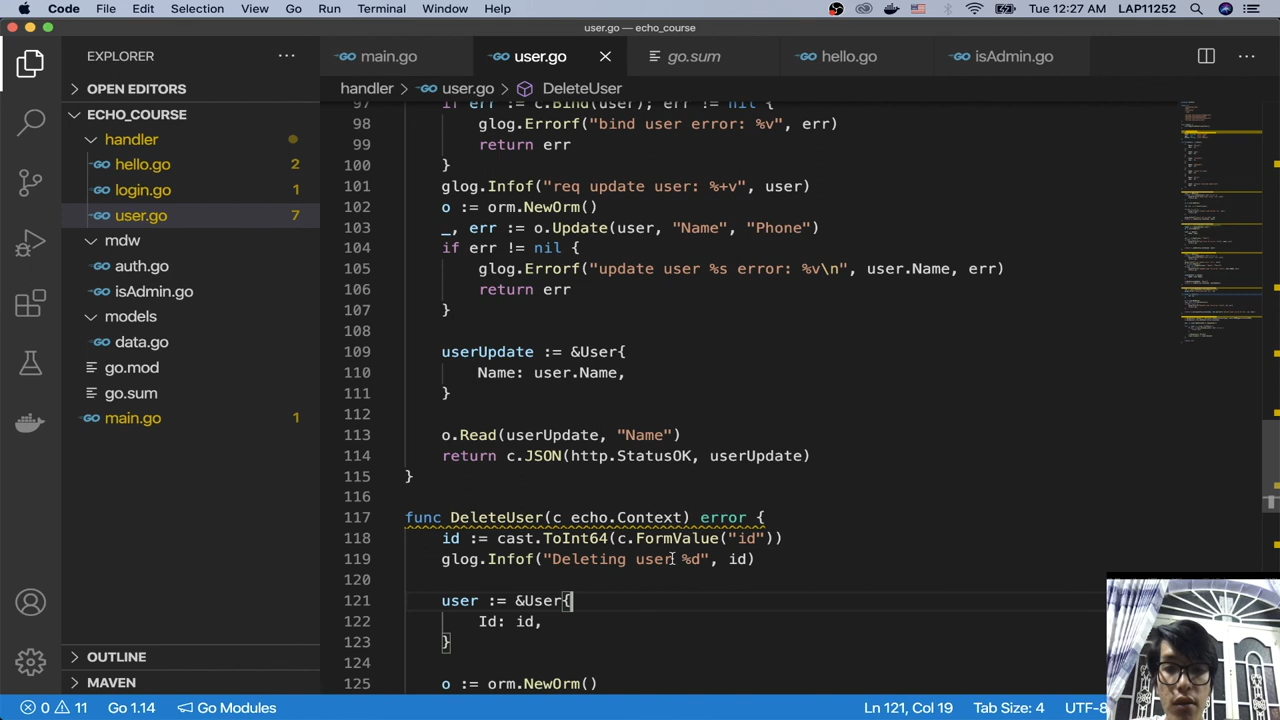 Code File Edit Selection View Go Run Terminal Window Help Tue 12:27 AM LAP11252
user.go — echo_course
EXPLORER
main.go user.go go.sum hello.go isAdmin.go
handler > user.go > DeleteUser
OPEN EDITORS
ECHO_COURSE
handler
hello.go 2
login.go 1
user.go 7
mdw
auth.go
isAdmin.go
models
data.go
go.mod
go.sum
main.go 1
OUTLINE
MAVEN
97 if err := c.Bind(user); err != nil {
98 glog.Errorf("bind user error: %v", err)
99 return err
100 }
101 glog.Infof("req update user: %+v", user)
102 o := orm.NewOrm()
103 _, err := o.Update(user, "Name", "Phone")
104 if err != nil {
105 glog.Errorf("update user %s error: %v\n", user.Name, err)
106 return err
107 }
108
109 userUpdate := &User{
110 Name: user.Name,
111 }
112
113 o.Read(userUpdate, "Name")
114 return c.JSON(http.StatusOK, userUpdate)
115 }
116
117 func DeleteUser(c echo.Context) error {
118 id := cast.ToInt64(c.FormValue("id"))
119 glog.Infof("Deleting user %d", id)
120
121 user := &User{
122 Id: id,
123 }
124
125 o := orm.NewOrm()
0 11 Go 1.14 Go Modules Ln 121, Col 19 Tab Size: 4 UTF-8